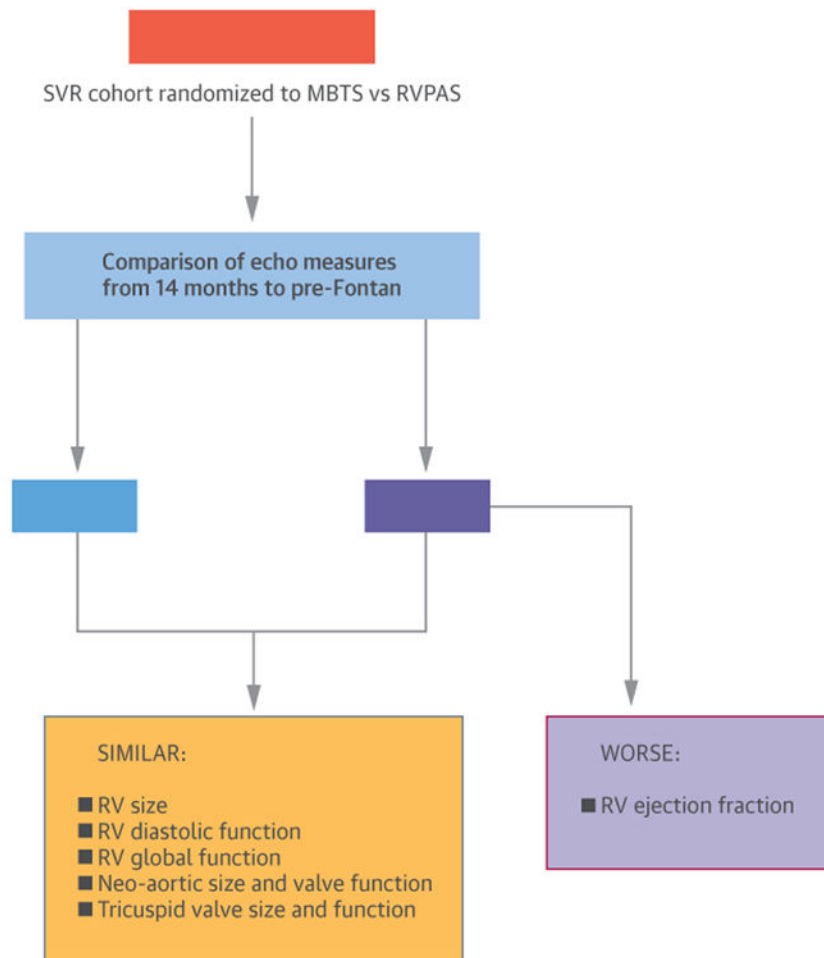 SVR cohort randomized to MBTS vs RVPAS
Comparison of echo measures
from 14 months to pre-Fontan
SIMILAR:
■ RV size
■ RV diastolic function
■ RV global function
■ Neo-aortic size and valve function
■ Tricuspid valve size and function
WORSE:
■ RV ejection fraction